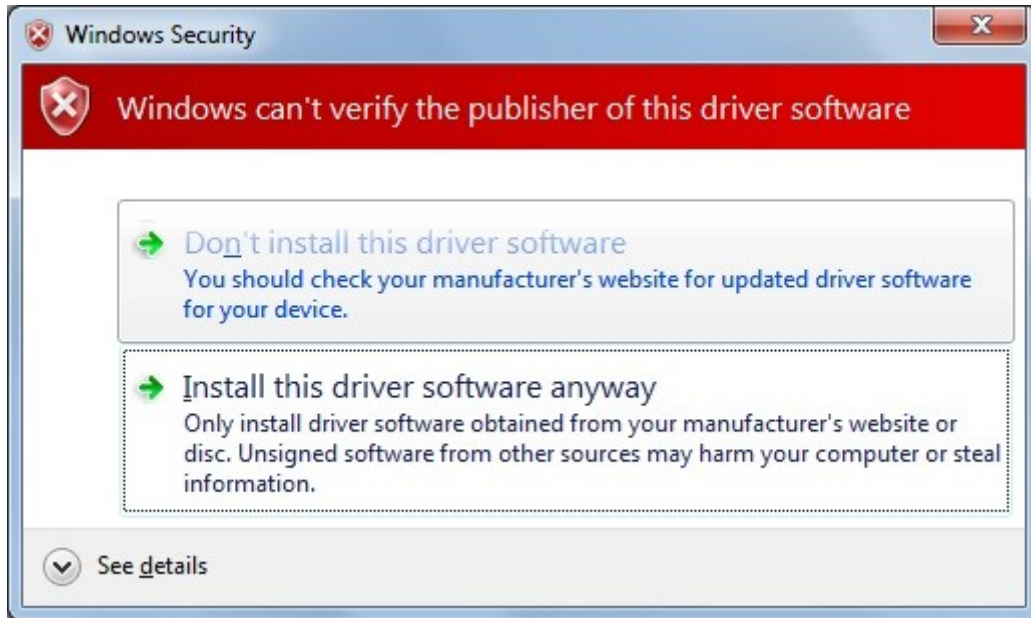 Windows Security
Windows can't verify the publisher of this driver software
Don't install this driver software
You should check your manufacturer's website for updated driver software
for your device.
Install this driver software anyway
Only install driver software obtained from your manufacturer's website or
disc. Unsigned software from other sources may harm your computer or steal
information.
See details